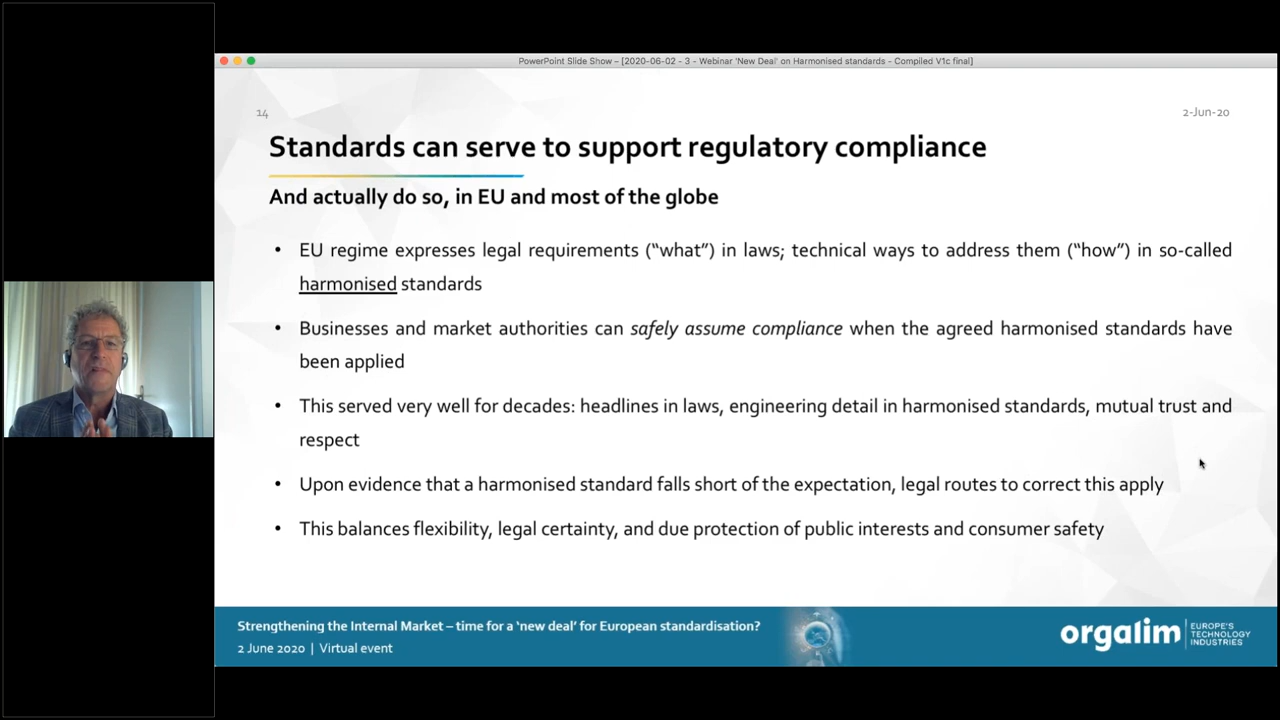 PowerPoint Slide Show – [2020-06-02 - 3 - Webinar 'New Deal' on Harmonised standards - Compiled V1c final]
14
2-Jun-20
Standards can serve to support regulatory compliance
And actually do so, in EU and most of the globe
• EU regime expresses legal requirements (“what”) in laws; technical ways to address them (“how”) in so-called
harmonised standards
• Businesses and market authorities can safely assume compliance when the agreed harmonised standards have
been applied
• This served very well for decades: headlines in laws, engineering detail in harmonised standards, mutual trust and
respect
• Upon evidence that a harmonised standard falls short of the expectation, legal routes to correct this apply
• This balances flexibility, legal certainty, and due protection of public interests and consumer safety
Strengthening the Internal Market – time for a ‘new deal’ for European standardisation?
2 June 2020 | Virtual event
orgalim
EUROPE'S
TECHNOLOGY
INDUSTRIES